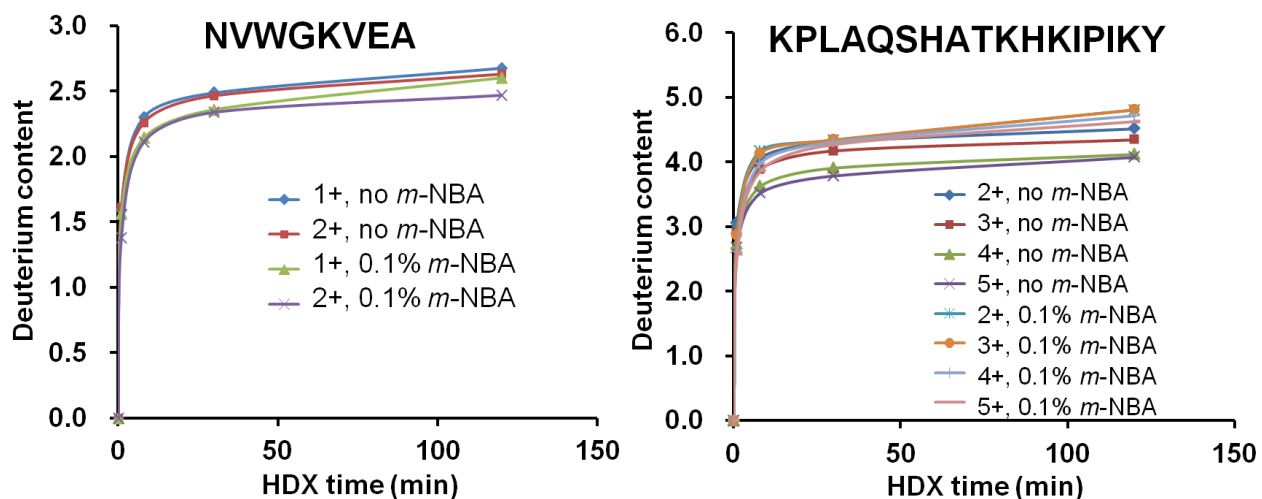 NVWGKVEA
3.0
2.5
2.0
1.5
1.0
0.5
0.0
Deuterium content
1+, no m-NBA
2+, no m-NBA
1+, 0.1% m-NBA
2+, 0.1% m-NBA
0
50
100
150
HDX time (min)
KPLAQSHATKHKIPIKY
6.0
5.0
4.0
3.0
2.0
1.0
0.0
Deuterium content
2+, no m-NBA
3+, no m-NBA
4+, no m-NBA
5+, no m-NBA
2+, 0.1% m-NBA
3+, 0.1% m-NBA
4+, 0.1% m-NBA
5+, 0.1% m-NBA
0
50
100
150
HDX time (min)